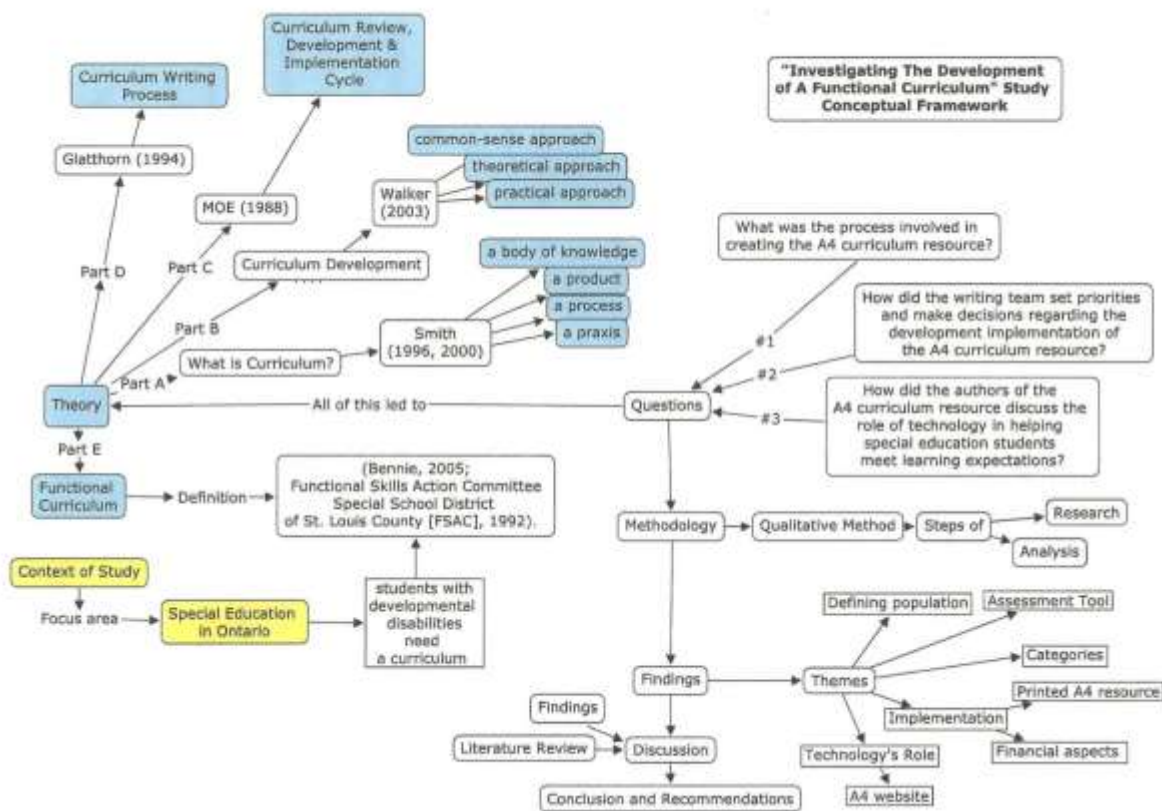 "Investigating The Development
of A Functional Curriculum" Study
Conceptual Framework
Curriculum Review,
Development &
Implementation
Cycle
Curriculum Writing
Process
Glatthorn (1994)
MOE (1988)
common-sense approach
theoretical approach
practical approach
Walker
(2003)
Curriculum Development
a body of knowledge
a product
a process
a praxis
Smith
(1996, 2000)
What is Curriculum?
Part D
Part C
Part B
Part A
Theory
Part E
All of this led to
Questions
What was the process involved in
creating the A4 curriculum resource?
#1
How did the writing team set priorities
and make decisions regarding the
development implementation of
the A4 curriculum resource?
#2
How did the authors of the
A4 curriculum resource discuss the
role of technology in helping
special education students
meet learning expectations?
#3
Functional
Curriculum
Definition
(Bennie, 2005;
Functional Skills Action Committee
Special School District
of St. Louis County [FSAC], 1992).
Context of Study
Focus area
Special Education
in Ontario
students with
developmental
disabilities
need
a curriculum
Methodology
Qualitative Method
Steps of
Research
Analysis
Findings
Themes
Defining population
Assessment Tool
Categories
Implementation
Printed A4 resource
Financial aspects
Technology's Role
A4 website
Findings
Literature Review
Discussion
Conclusion and Recommendations